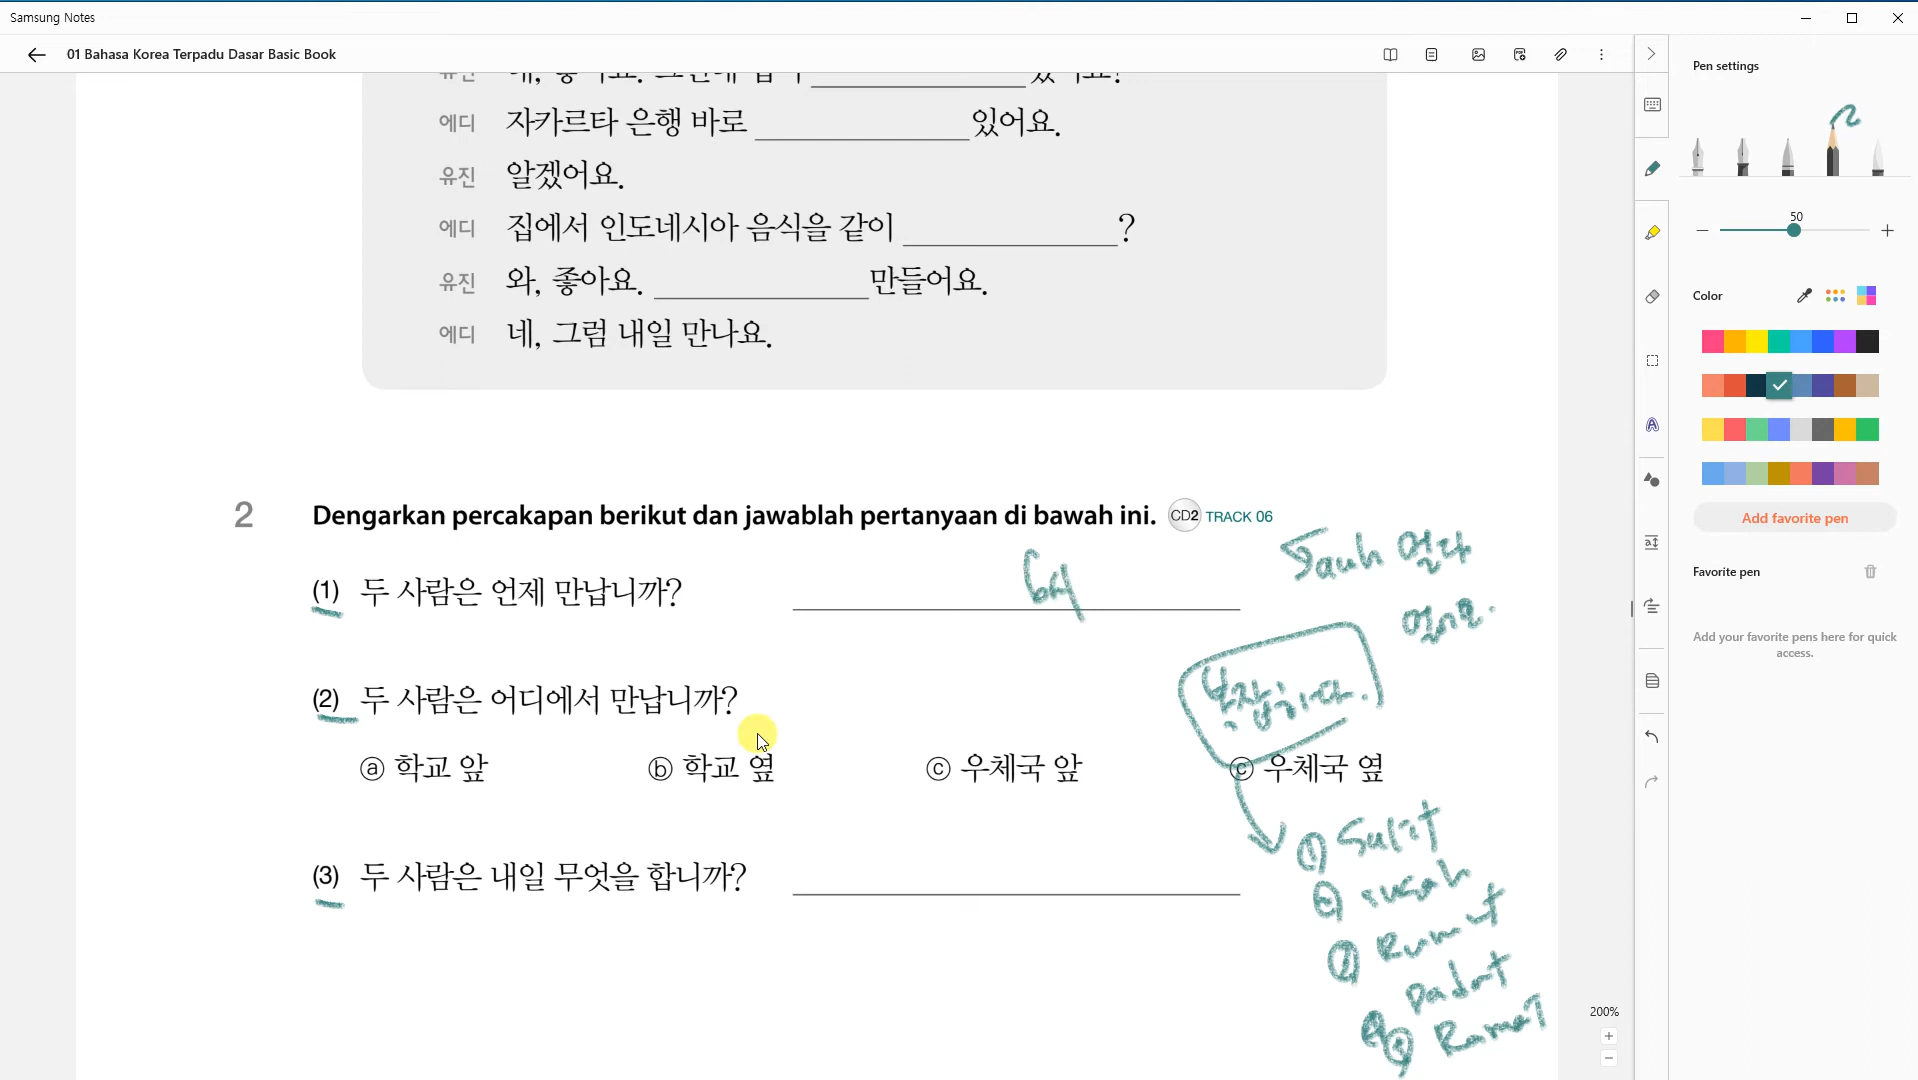 Samsung Notes
01 Bahasa Korea Terpadu Dasar Basic Book
에디 자카르타 은행 바로 ____________ 있어요.
유진 알겠어요.
에디 집에서 인도네시아 음식을 같이 ____________ ?
유진 와, 좋아요. ____________ 만들어요.
에디 네, 그럼 내일 만나요.
2 Dengarkan percakapan berikut dan jawablah pertanyaan di bawah ini. CD2 TRACK 06
(1) 두 사람은 언제 만납니까?
(2) 두 사람은 어디에서 만납니까?
ⓐ 학교 앞 ⓑ 학교 옆 ⓒ 우체국 앞 ⓒ 우체국 옆
(3) 두 사람은 내일 무엇을 합니까?
Jauh 멀다
멀어요.
복잡하다.
① Sulit
② susah
Rumit
padat
Ramai
200%
Pen settings
50
Color
Add favorite pen
Favorite pen
Add your favorite pens here for quick
access.